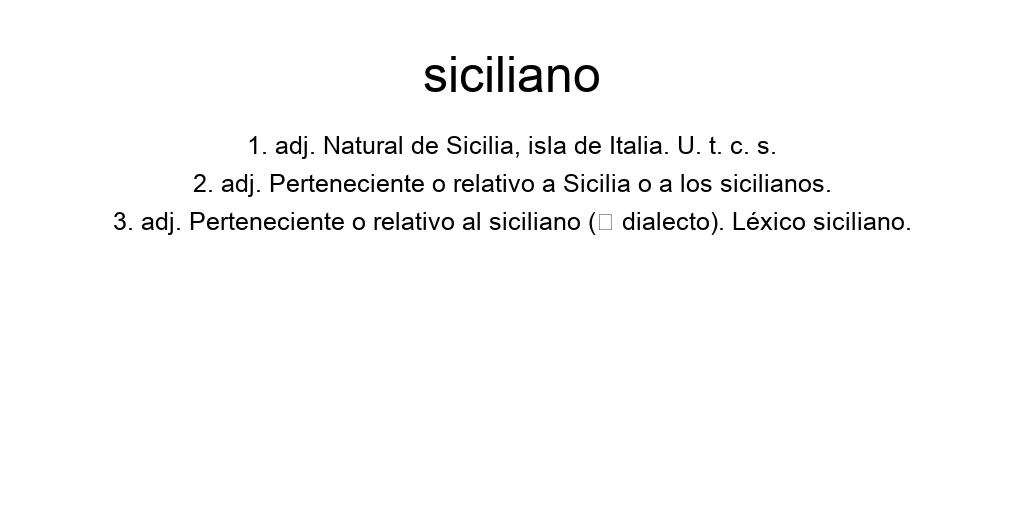 siciliano
1. adj. Natural de Sicilia, isla de Italia. U. t. c. s.
2. adj. Perteneciente o relativo a Sicilia o a los sicilianos.
3. adj. Perteneciente o relativo al siciliano (□ dialecto). Léxico siciliano.